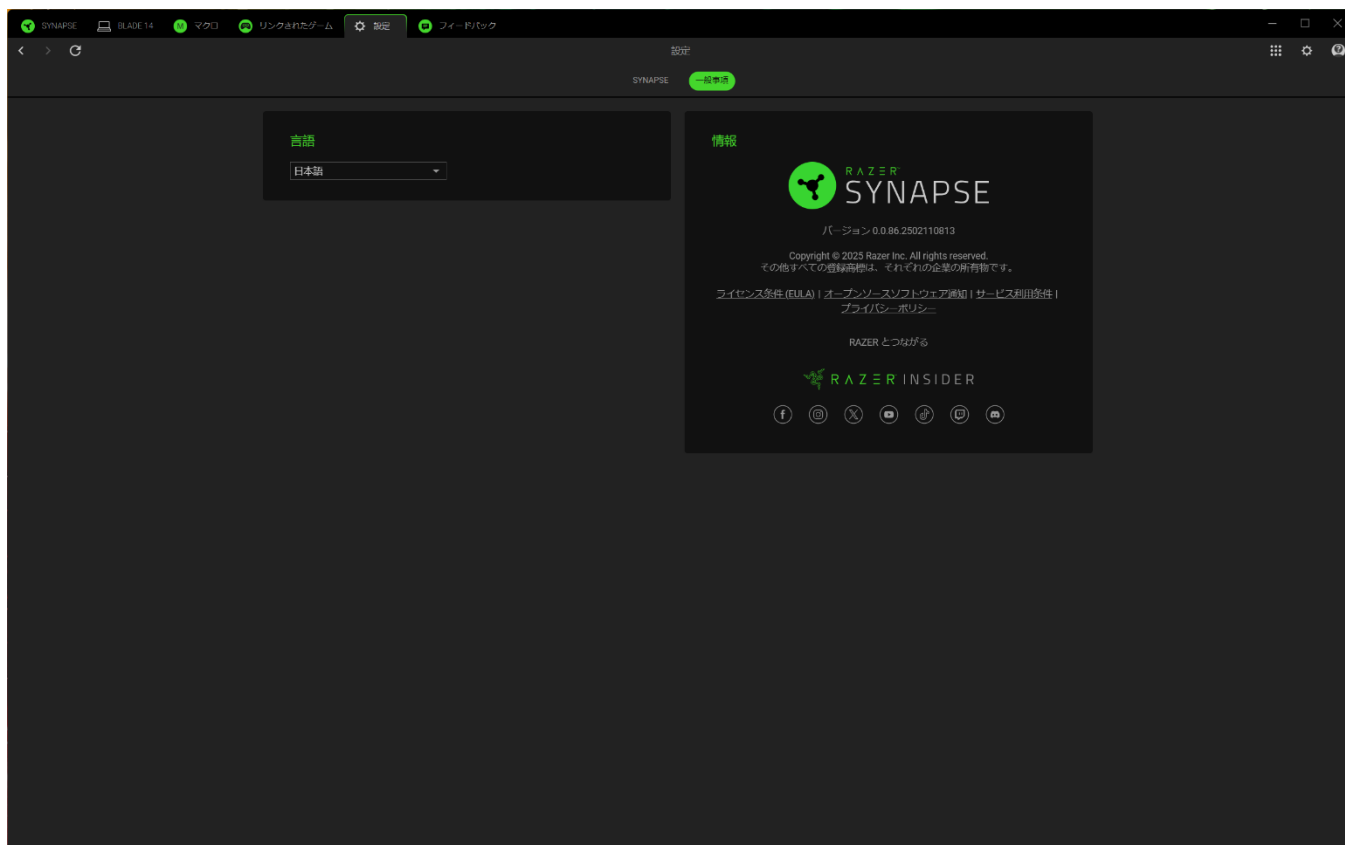 SYNAPSE BLADE 14 マクロ リンクされたゲーム 設定 フィードバック
設定
SYNAPSE 一般事項
言語
日本語
情報
RAZER
SYNAPSE
バージョン 0.0.86.2502110813
Copyright © 2025 Razer Inc. All rights reserved.
その他すべての登録商標は、それぞれの企業の所有物です。
ライセンス条件 (EULA) | オープンソースソフトウェア通知 | サービス利用条件 |
プライバシーポリシー
RAZER とつながる
RAZER INSIDER